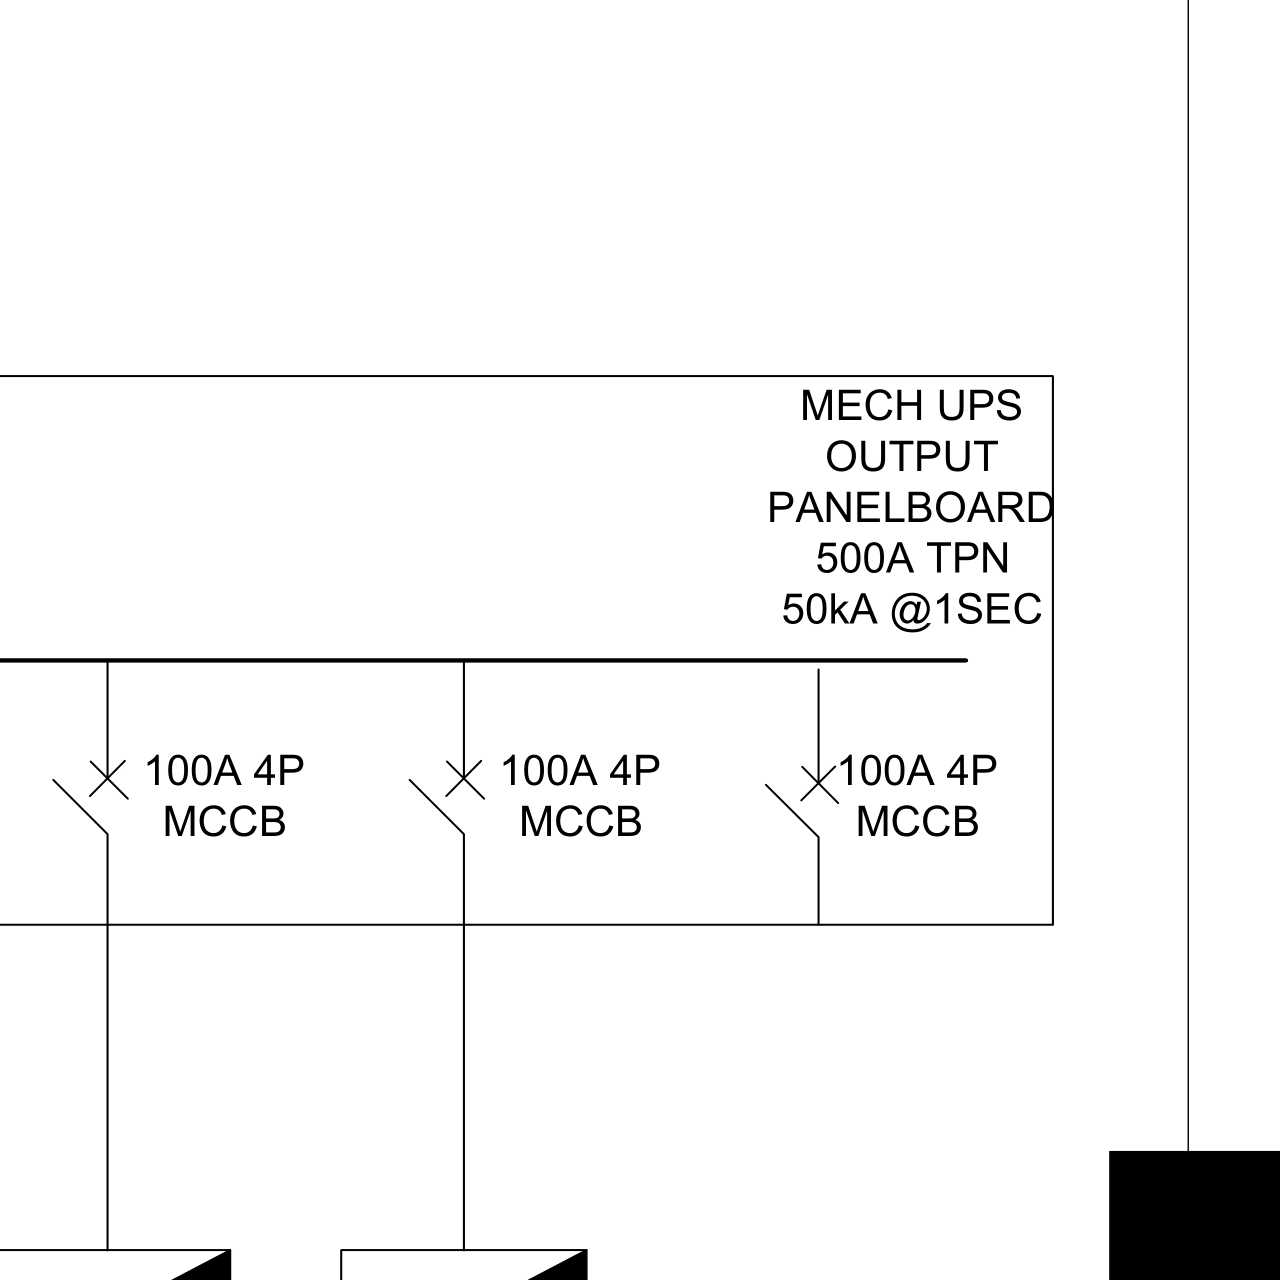 MECH UPS
OUTPUT
PANELBOARD
500A TPN
50kA @1SEC
100A 4P
MCCB
100A 4P
MCCB
100A 4P
MCCB